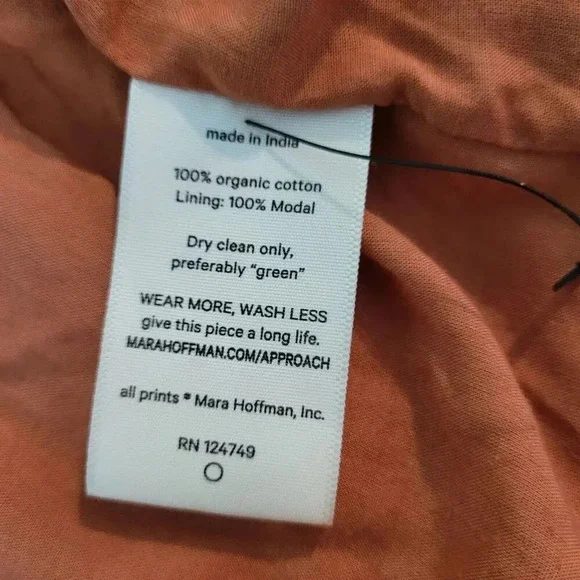 made in India
100% organic cotton
Lining: 100% Modal
Dry clean only,
preferably “green”
WEAR MORE, WASH LESS
give this piece a long life.
MARAHOFFMAN.COM/APPROACH
all prints ® Mara Hoffman, Inc.
RN 124749